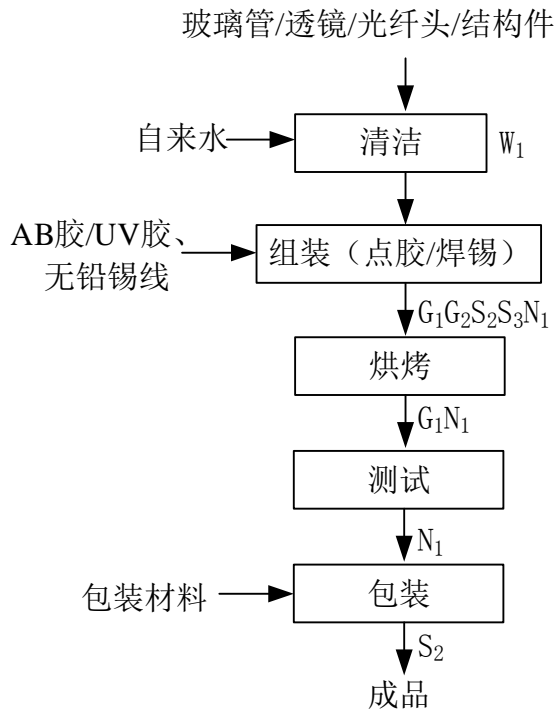 玻璃管/透镜/光纤头/结构件
自来水
清洁
W₁
AB胶/UV胶、
无铅锡线
组装（点胶/焊锡）
G₁G₂S₂S₃N₁
烘烤
G₁N₁
测试
N₁
包装材料
包装
S₂
成品